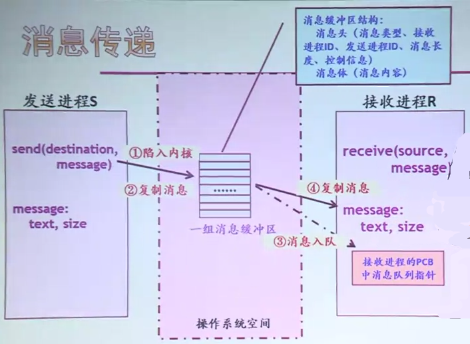 消息传递
消息缓冲区结构：
消息头（消息类型、接收
进程ID、发送进程ID、消息长
度、控制信息）
消息体（消息内容）
发送进程S
send(destination,
message)
message:
text, size
①陷入内核
②复制消息
......
一组消息缓冲区
④复制消息
③消息入队
操作系统空间
接收进程R
receive(source,
message)
message:
text, size
接收进程的PCB
中消息队列指针